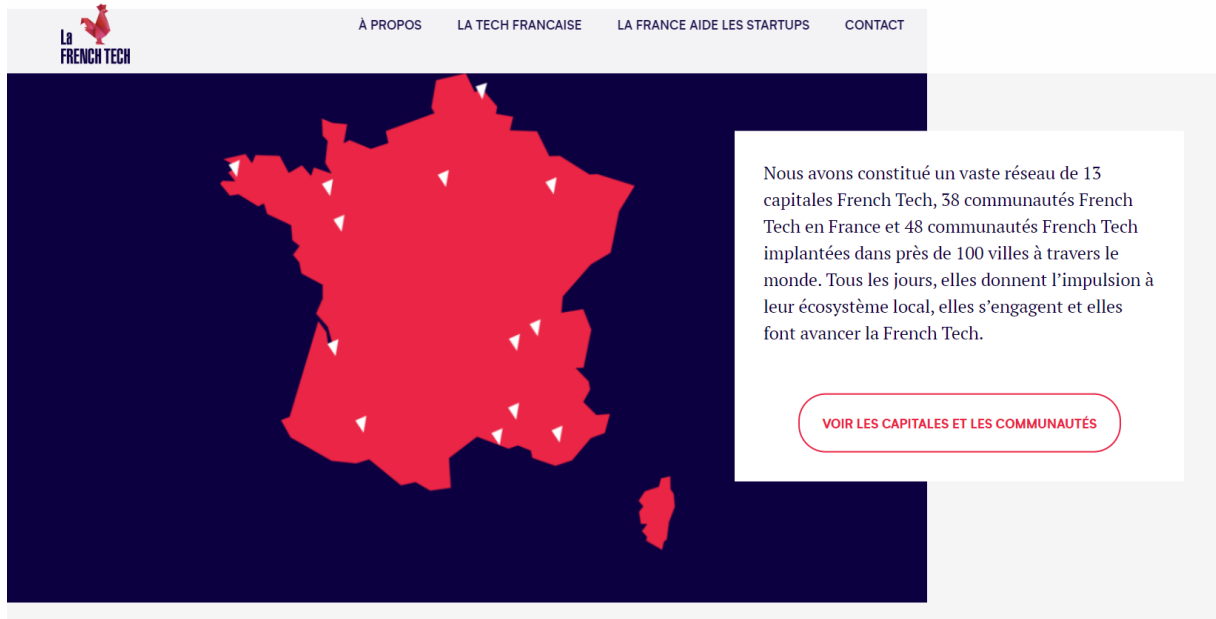 La
FRENCH TECH
À PROPOS
LA TECH FRANCAISE
LA FRANCE AIDE LES STARTUPS
CONTACT
Nous avons constitué un vaste réseau de 13
capitales French Tech, 38 communautés French
Tech en France et 48 communautés French Tech
implantées dans près de 100 villes à travers le
monde. Tous les jours, elles donnent l’impulsion à
leur écosystème local, elles s’engagent et elles
font avancer la French Tech.
VOIR LES CAPITALES ET LES COMMUNAUTÉS